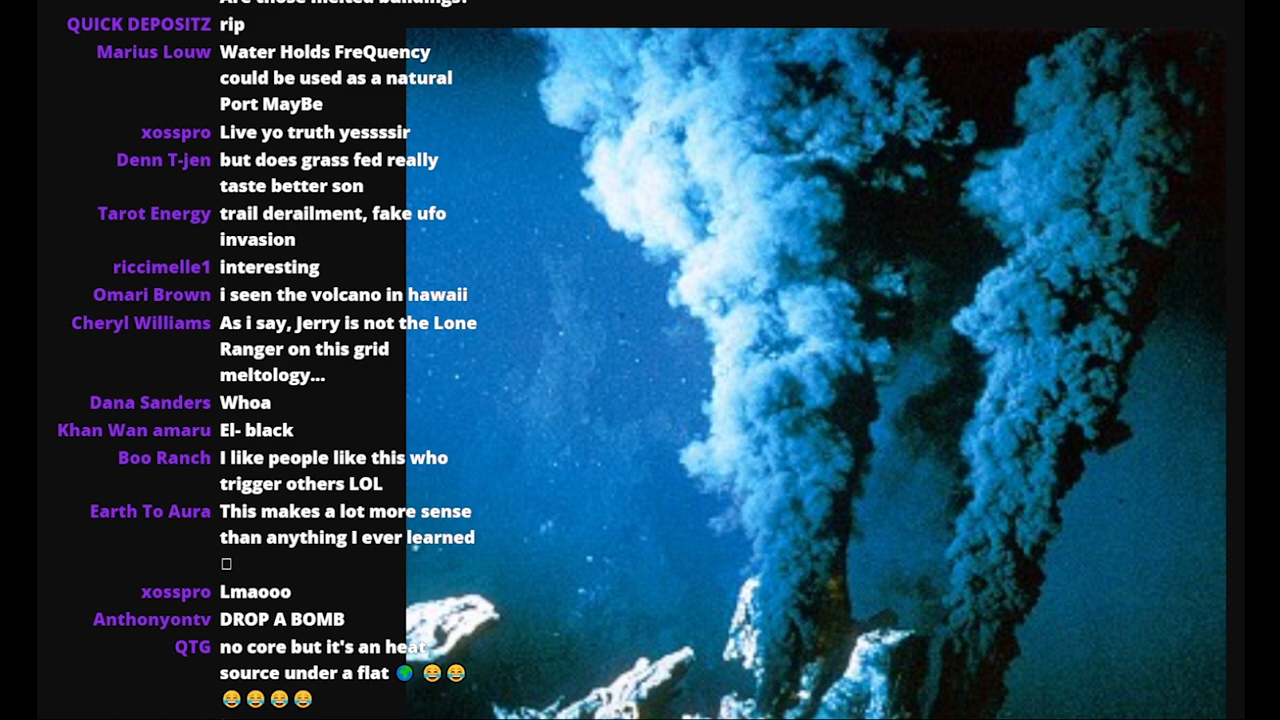 QUICK DEPOSITZ rip
Marius Louw Water Holds FreQuency
could be used as a natural
Port MayBe
xosspro Live yo truth yesssssir
Denn T-jen but does grass fed really
taste better son
Tarot Energy trail derailment, fake ufo
invasion
riccimelle1 interesting
Omari Brown i seen the volcano in hawaii
Cheryl Williams As i say, Jerry is not the Lone
Ranger on this grid
meltology...
Dana Sanders Whoa
Khan Wan amaru El- black
Boo Ranch I like people like this who
trigger others LOL
Earth To Aura This makes a lot more sense
than anything I ever learned
xosspro Lmaooo
Anthonyontv DROP A BOMB
QTG no core but it's an heat
source under a flat 🌍 😂 😂
😂 😂 😂 😂